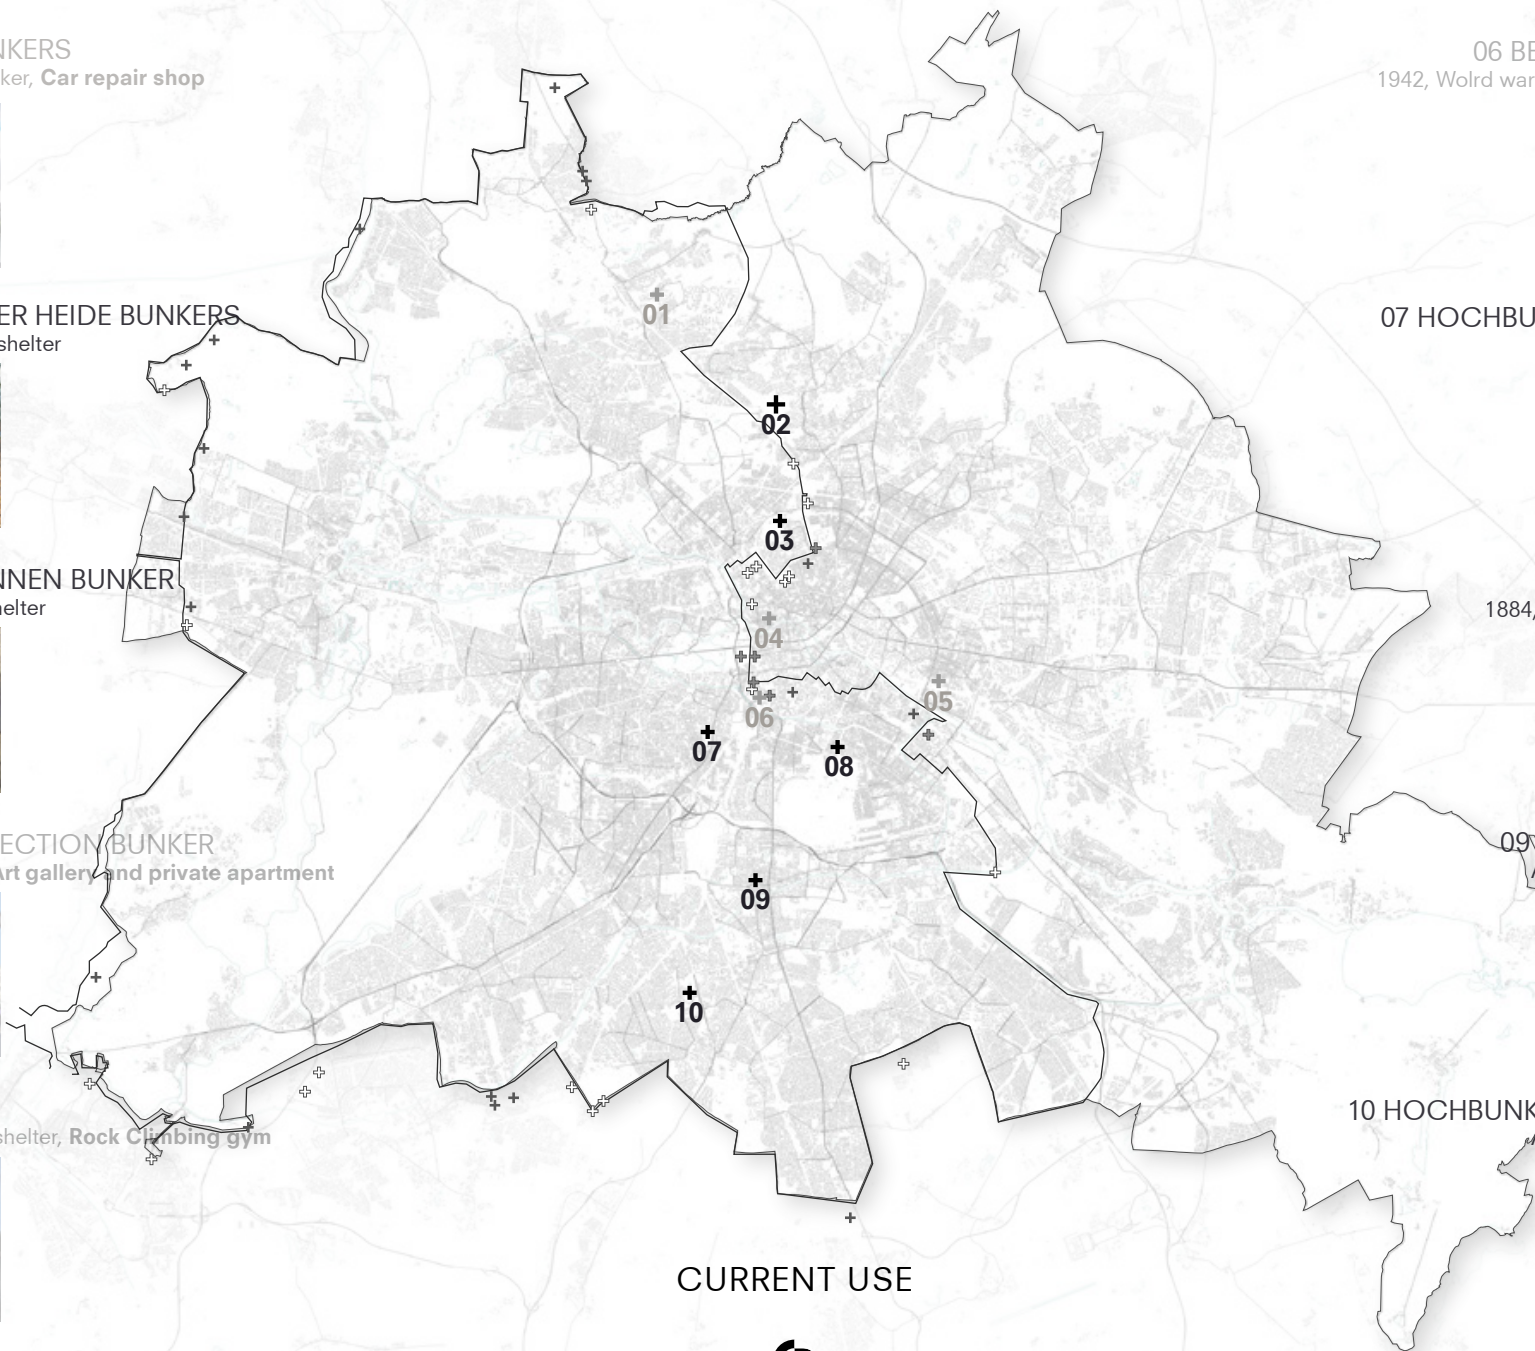 NKERS
ker, Car repair shop
06 BE
1942, Wolrd war
01
ER HEIDE BUNKERS
shelter
07 HOCHBU
02
03
NNEN BUNKER
elter
1884,
04
05
06
07
08
ECTION BUNKER
Art gallery and private apartment
09
09
10
10 HOCHBUNK
shelter, Rock Climbing gym
CURRENT USE